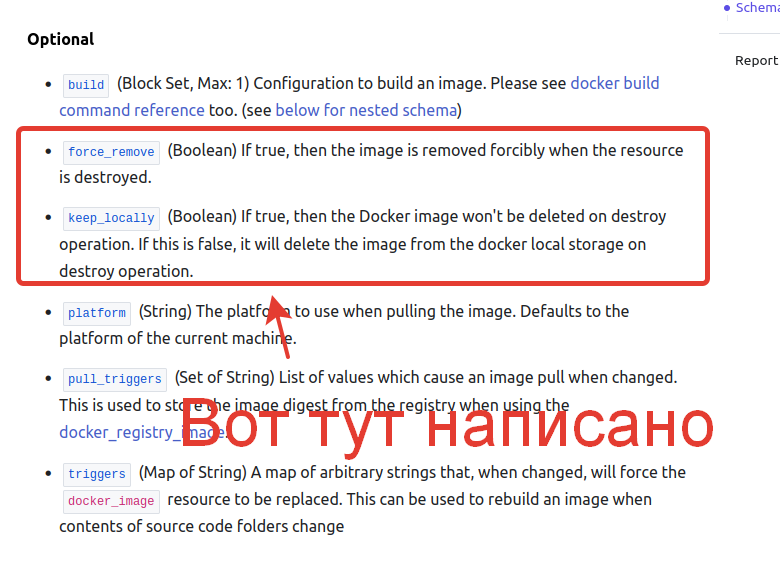 Schema
Report
Optional
build (Block Set, Max: 1) Configuration to build an image. Please see docker build
command reference too. (see below for nested schema)
force_remove (Boolean) If true, then the image is removed forcibly when the resource
is destroyed.
keep_locally (Boolean) If true, then the Docker image won't be deleted on destroy
operation. If this is false, it will delete the image from the docker local storage on
destroy operation.
platform (String) The platform to use when pulling the image. Defaults to the
platform of the current machine.
pull_triggers (Set of String) List of values which cause an image pull when changed.
This is used to store the image digest from the registry when using the
docker_registry_image.
Вот тут написано
triggers (Map of String) A map of arbitrary strings that, when changed, will force the
docker_image resource to be replaced. This can be used to rebuild an image when
contents of source code folders change